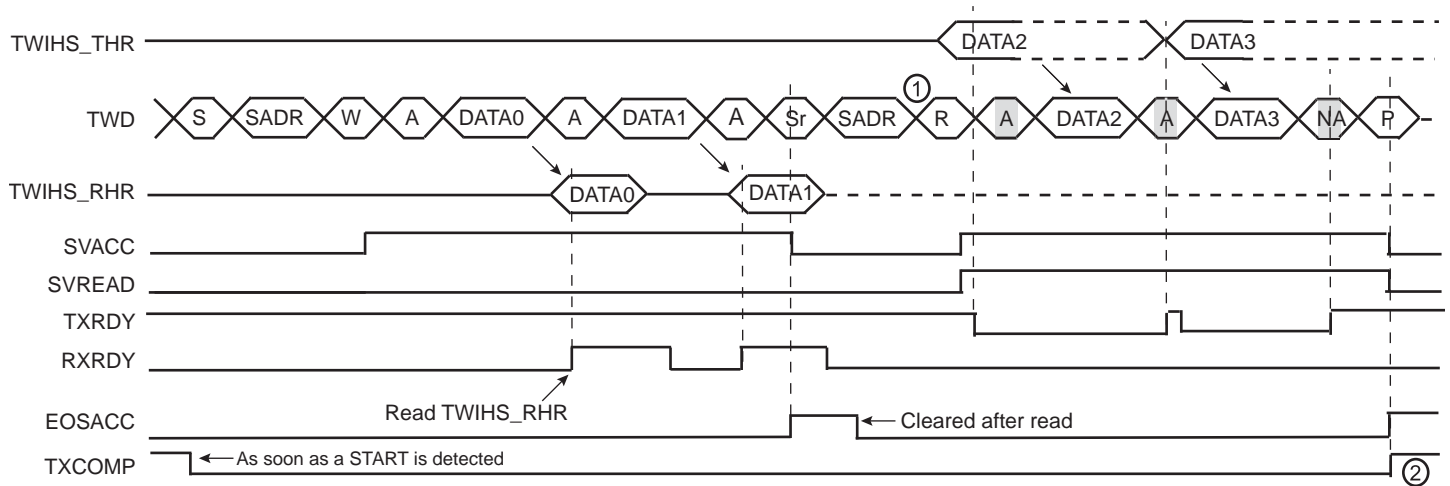 TWIHS_THR DATA2 DATA3
①
TWD S SADR W A DATA0 A DATA1 A Sr SADR R A DATA2 A DATA3 NA P
TWIHS_RHR DATA0 DATA1
SVACC
SVREAD
TXRDY
RXRDY
Read TWIHS_RHR
EOSACC Cleared after read
TXCOMP As soon as a START is detected ②